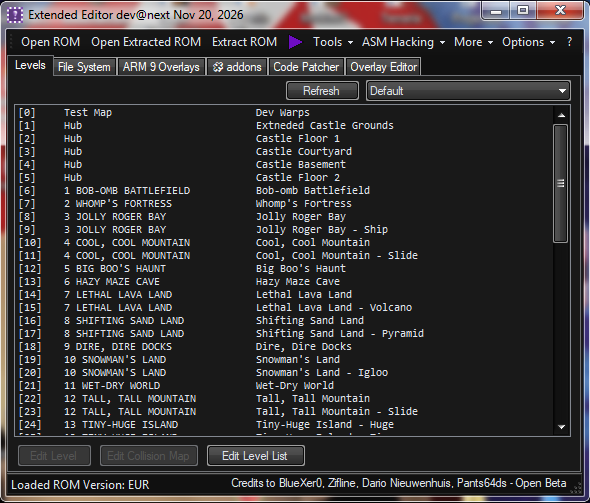 Extended Editor dev@next Nov 20, 2026
Open ROM Open Extracted ROM Extract ROM Tools ASM Hacking More Options ?
Levels File System ARM 9 Overlays addons Code Patcher Overlay Editor
Refresh Default
[0] Test Map Dev Warps
[1] Hub Extneded Castle Grounds
[2] Hub Castle Floor 1
[3] Hub Castle Courtyard
[4] Hub Castle Basement
[5] Hub Castle Floor 2
[6] 1 BOB-OMB BATTLEFIELD Bob-omb Battlefield
[7] 2 WHOMP'S FORTRESS Whomp's Fortress
[8] 3 JOLLY ROGER BAY Jolly Roger Bay
[9] 3 JOLLY ROGER BAY Jolly Roger Bay - Ship
[10] 4 COOL, COOL MOUNTAIN Cool, Cool Mountain
[11] 4 COOL, COOL MOUNTAIN Cool, Cool Mountain - Slide
[12] 5 BIG BOO'S HAUNT Big Boo's Haunt
[13] 6 HAZY MAZE CAVE Hazy Maze Cave
[14] 7 LETHAL LAVA LAND Lethal Lava Land
[15] 7 LETHAL LAVA LAND Lethal Lava Land - Volcano
[16] 8 SHIFTING SAND LAND Shifting Sand Land
[17] 8 SHIFTING SAND LAND Shifting Sand Land - Pyramid
[18] 9 DIRE, DIRE DOCKS Dire, Dire Docks
[19] 10 SNOWMAN'S LAND Snowman's Land
[20] 10 SNOWMAN'S LAND Snowman's Land - Igloo
[21] 11 WET-DRY WORLD Wet-Dry World
[22] 12 TALL, TALL MOUNTAIN Tall, Tall Mountain
[23] 12 TALL, TALL MOUNTAIN Tall, Tall Mountain - Slide
[24] 13 TINY-HUGE ISLAND Tiny-Huge Island - Huge
Edit Level Edit Collision Map Edit Level List
Loaded ROM Version: EUR Credits to BlueXer0, Zifline, Dario Nieuwenhuis, Pants64ds - Open Beta